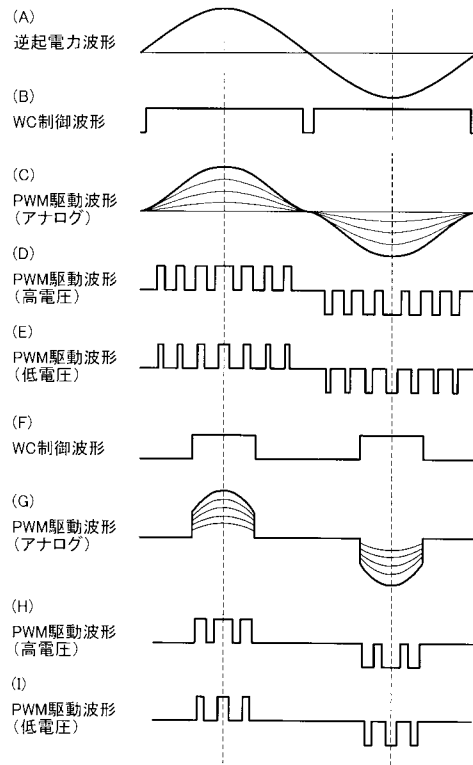 (A)
逆起電力波形
(B)
WC制御波形
(C)
PWM駆動波形
(アナログ)
(D)
PWM駆動波形
(高電圧)
(E)
PWM駆動波形
(低電圧)
(F)
WC制御波形
(G)
PWM駆動波形
(アナログ)
(H)
PWM駆動波形
(高電圧)
(I)
PWM駆動波形
(低電圧)